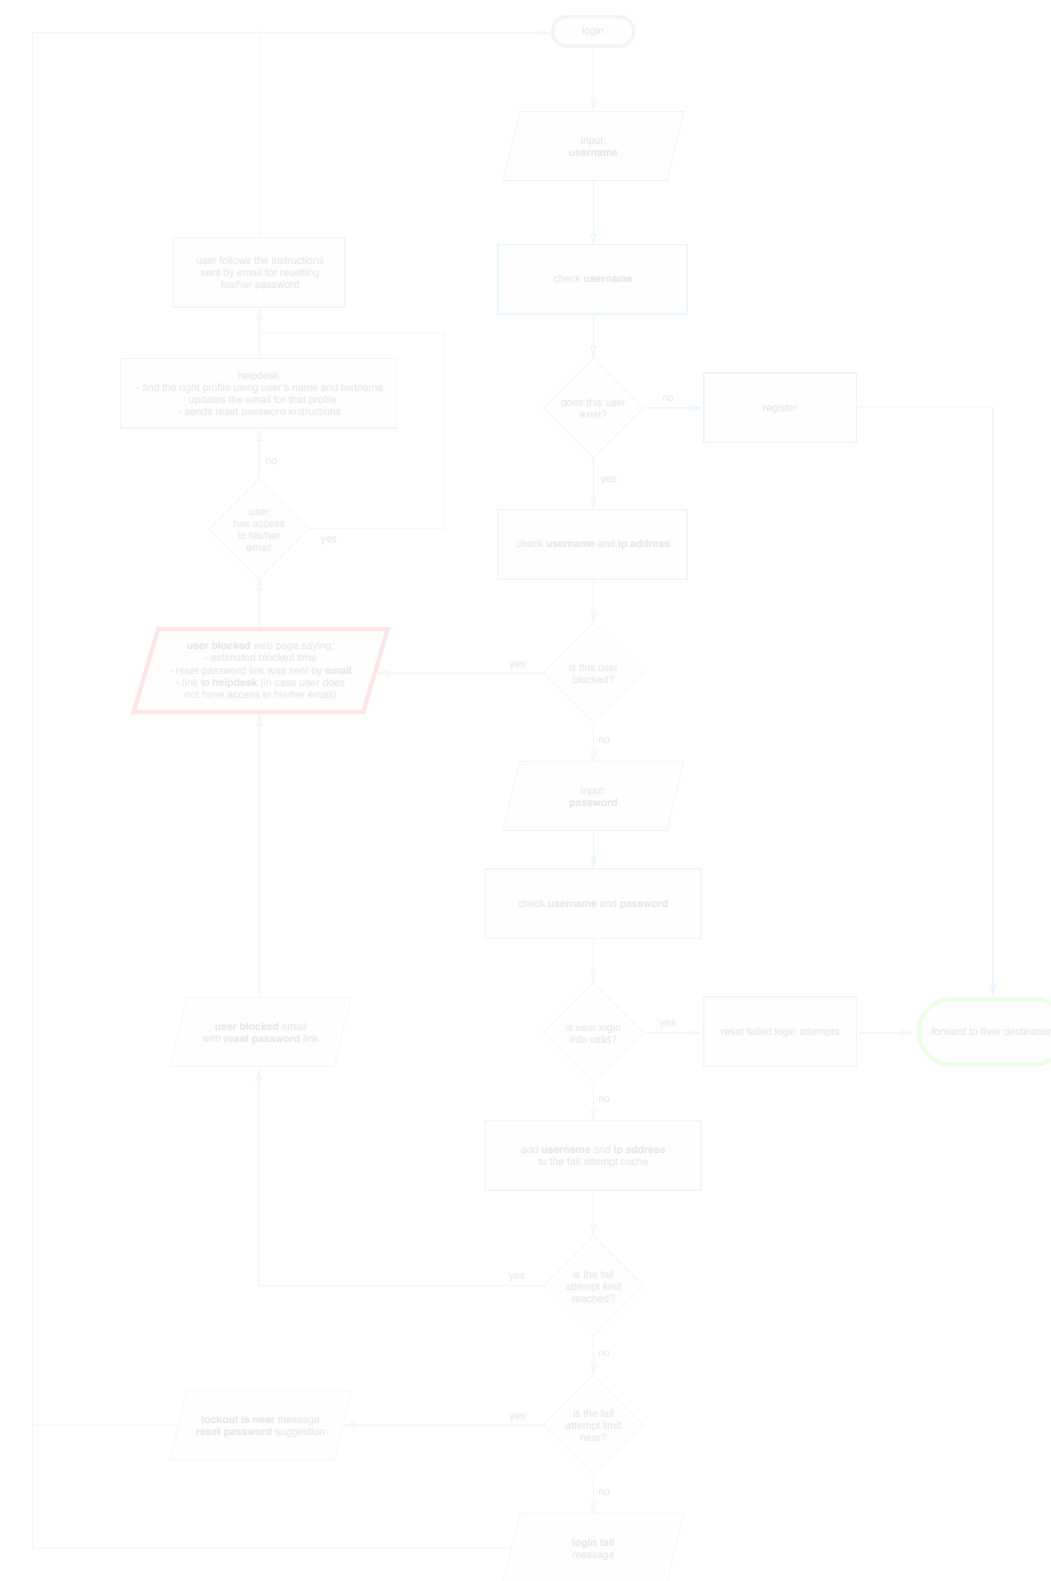 login
input:
username
user follows the instructions
sent by email for resetting
his/her password
check username
helpdesk:
- find the right profile using user's name and lastname
- updates the email for that profile
- sends reset password instructions
does this user
exist?
no
register
yes
no
user
has access
to his/her
email
yes
check username and ip address
user blocked web page saying:
- estimated blocked time
- reset password link was sent by email
- link to helpdesk (in case user does
not have access to his/her email)
yes
is this user
blocked?
no
input:
password
check username and password
user blocked email
with reset password link
is user login
info valid?
yes
reset failed login attempts
forward to their destination
no
add username and ip address
to the fail attempt cache
yes
is the fail
attempt limit
reached?
no
lockout is near message
reset password suggestion
yes
is the fail
attempt limit
near?
no
login fail
message